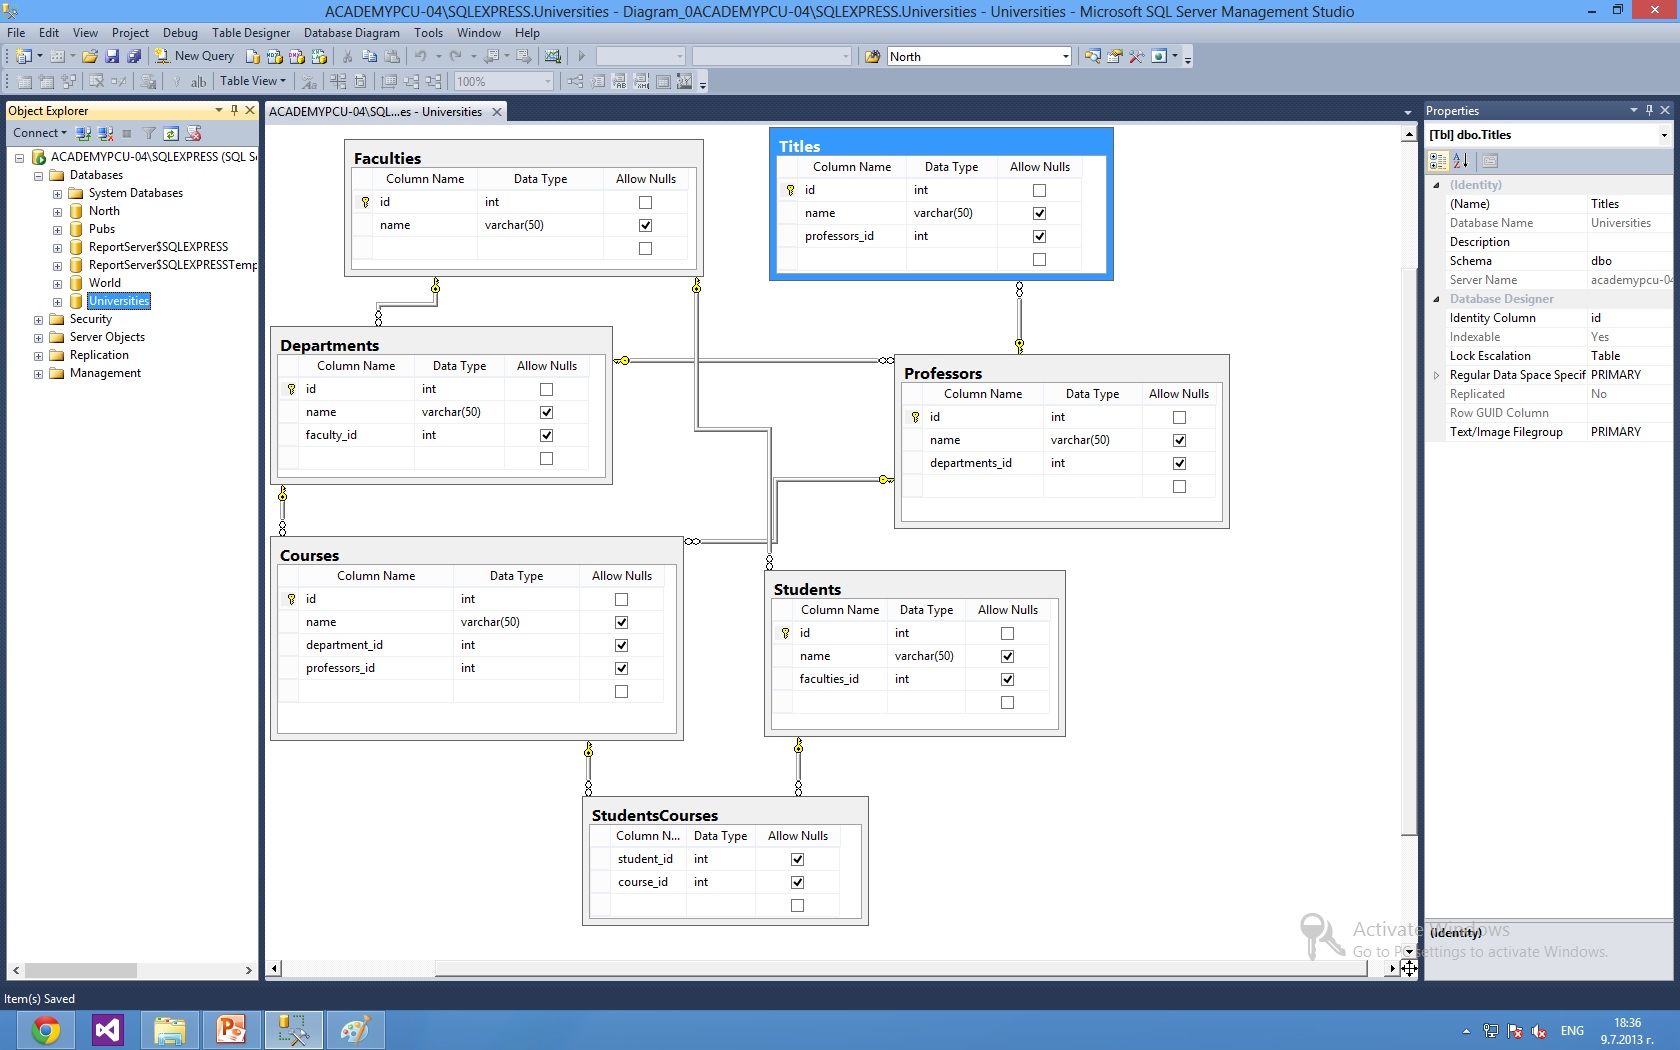 ACADEMYPCU-04\SQLEXPRESS.Universities - Diagram_0ACADEMYPCU-04\SQLEXPRESS.Universities - Universities - Microsoft SQL Server Management Studio
File Edit View Project Debug Table Designer Database Diagram Tools Window Help
New Query North
Table View 100%
Object Explorer
Connect
ACADEMYPCU-04\SQLEXPRESS (SQL S
Databases
System Databases
North
Pubs
ReportServer$SQLEXPRESS
ReportServer$SQLEXPRESSTemp
World
Universities
Security
Server Objects
Replication
Management
ACADEMYPCU-04\SQL...es - Universities
Faculties
Column Name Data Type Allow Nulls
id int
name varchar(50)
Titles
Column Name Data Type Allow Nulls
id int
name varchar(50)
professors_id int
Departments
Column Name Data Type Allow Nulls
id int
name varchar(50)
faculty_id int
Professors
Column Name Data Type Allow Nulls
id int
name varchar(50)
departments_id int
Courses
Column Name Data Type Allow Nulls
id int
name varchar(50)
department_id int
professors_id int
Students
Column Name Data Type Allow Nulls
id int
name varchar(50)
faculties_id int
StudentsCourses
Column N... Data Type Allow Nulls
student_id int
course_id int
Properties
[Tbl] dbo.Titles
(Identity)
(Name) Titles
Database Name Universities
Description
Schema dbo
Server Name academypcu-04
Database Designer
Identity Column id
Indexable Yes
Lock Escalation Table
Regular Data Space Specif PRIMARY
Replicated No
Row GUID Column
Text/Image Filegroup PRIMARY
(Identity)
Activate Windows
Go to PC settings to activate Windows.
Item(s) Saved
ENG
18:36
9.7.2013 г.